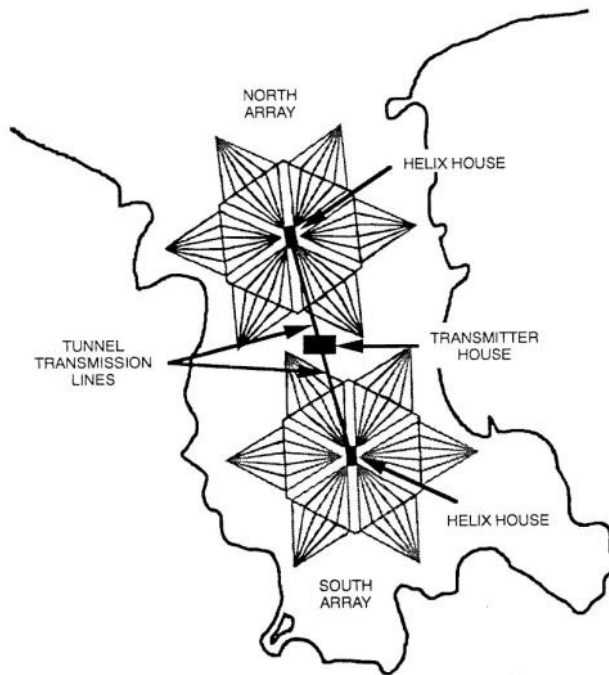 NORTH
ARRAY
HELIX HOUSE
TUNNEL
TRANSMISSION
LINES
TRANSMITTER
HOUSE
HELIX HOUSE
SOUTH
ARRAY